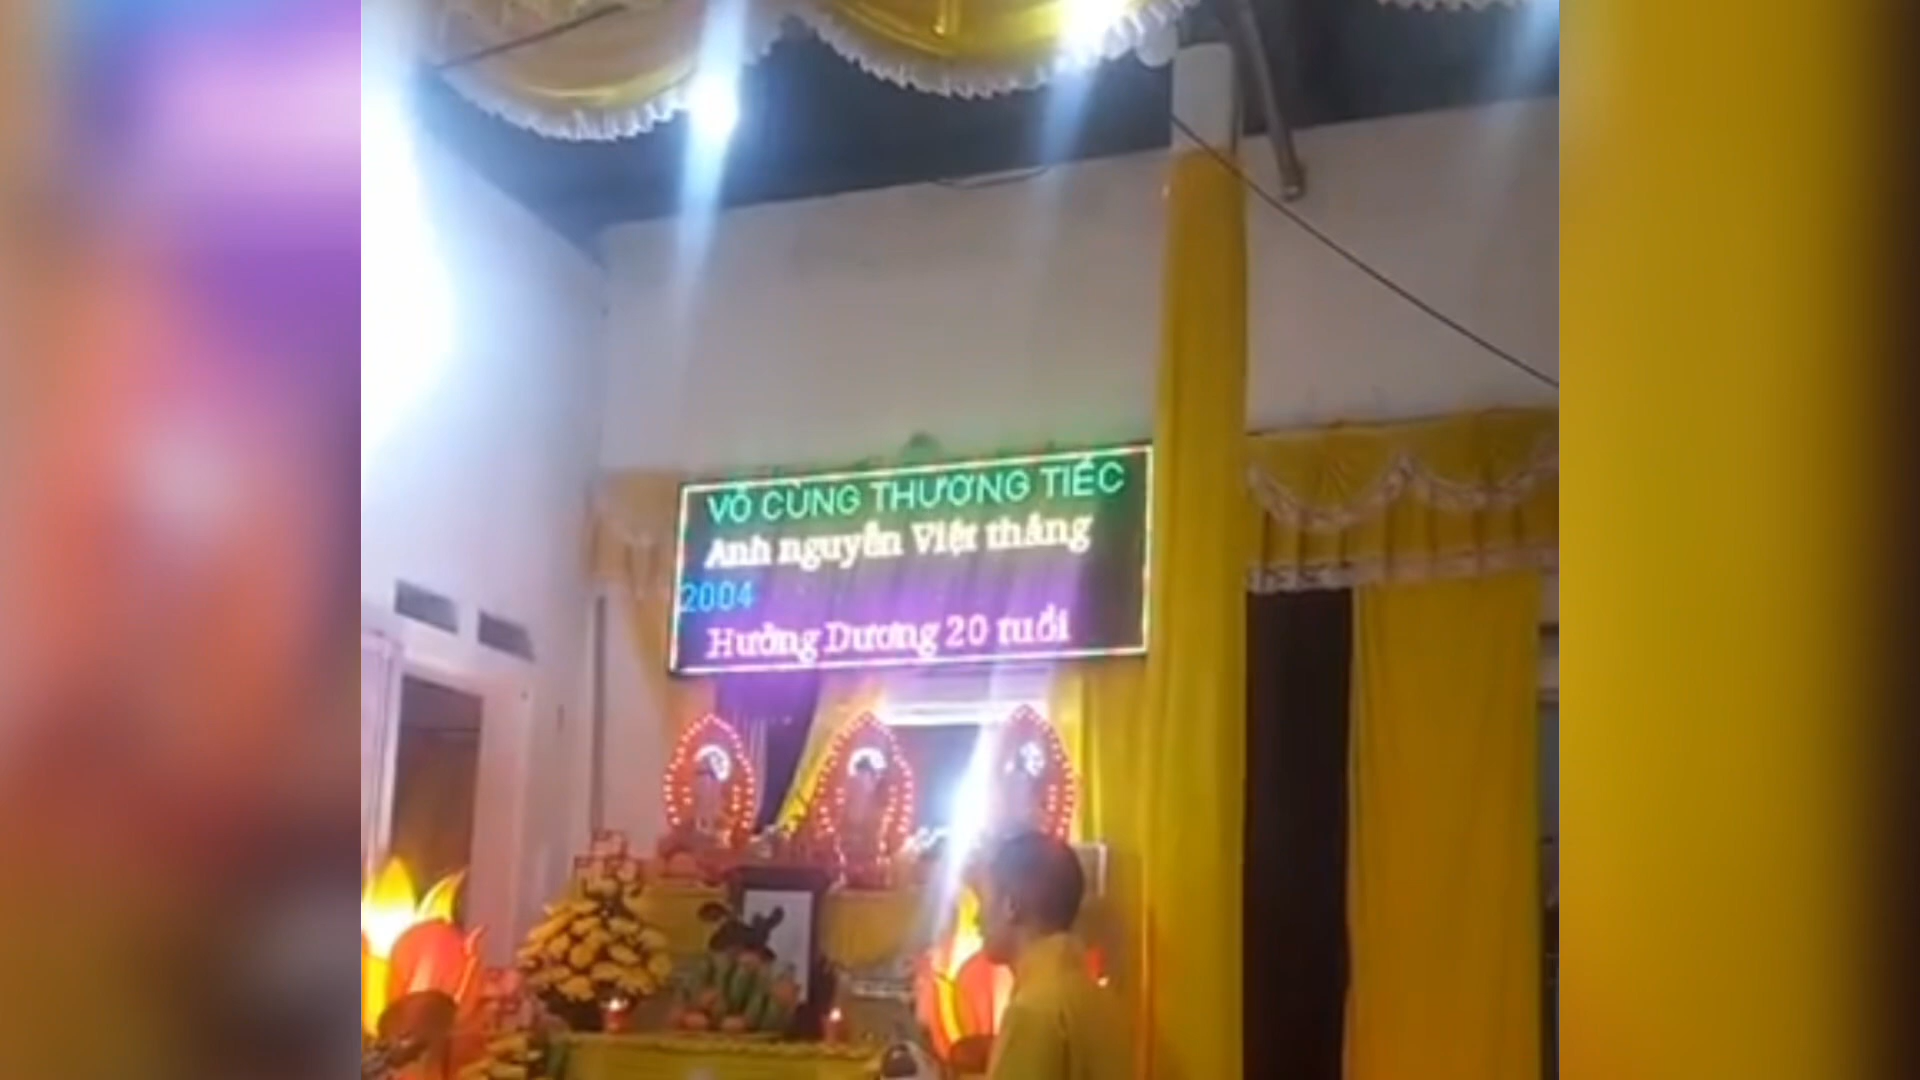 VÔ CÙNG THƯƠNG TIẾC
Anh nguyễn Việt thắng
2004
Hưởng Dương 20 tuổi